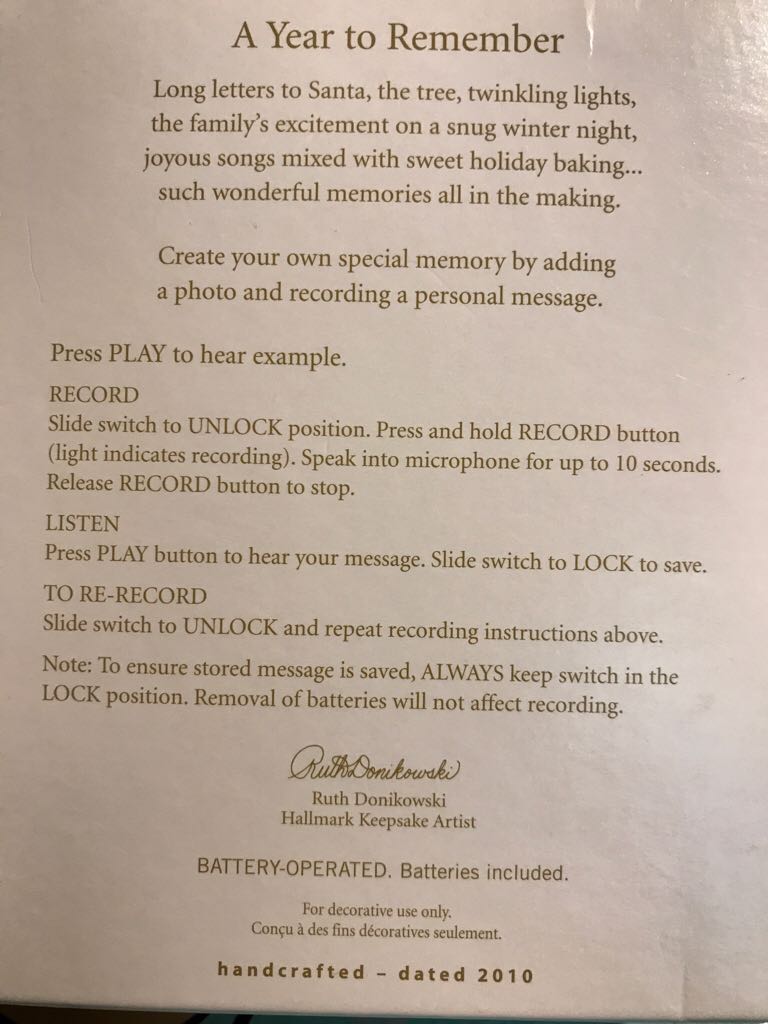 A Year to Remember
Long letters to Santa, the tree, twinkling lights,
the family's excitement on a snug winter night,
joyous songs mixed with sweet holiday baking...
such wonderful memories all in the making.
Create your own special memory by adding
a photo and recording a personal message.
Press PLAY to hear example.
RECORD
Slide switch to UNLOCK position. Press and hold RECORD button
(light indicates recording). Speak into microphone for up to 10 seconds.
Release RECORD button to stop.
LISTEN
Press PLAY button to hear your message. Slide switch to LOCK to save.
TO RE-RECORD
Slide switch to UNLOCK and repeat recording instructions above.
Note: To ensure stored message is saved, ALWAYS keep switch in the
LOCK position. Removal of batteries will not affect recording.
Ruth Donikowski
Ruth Donikowski
Hallmark Keepsake Artist
BATTERY-OPERATED. Batteries included.
For decorative use only.
Conçu à des fins décoratives seulement.
handcrafted – dated 2010